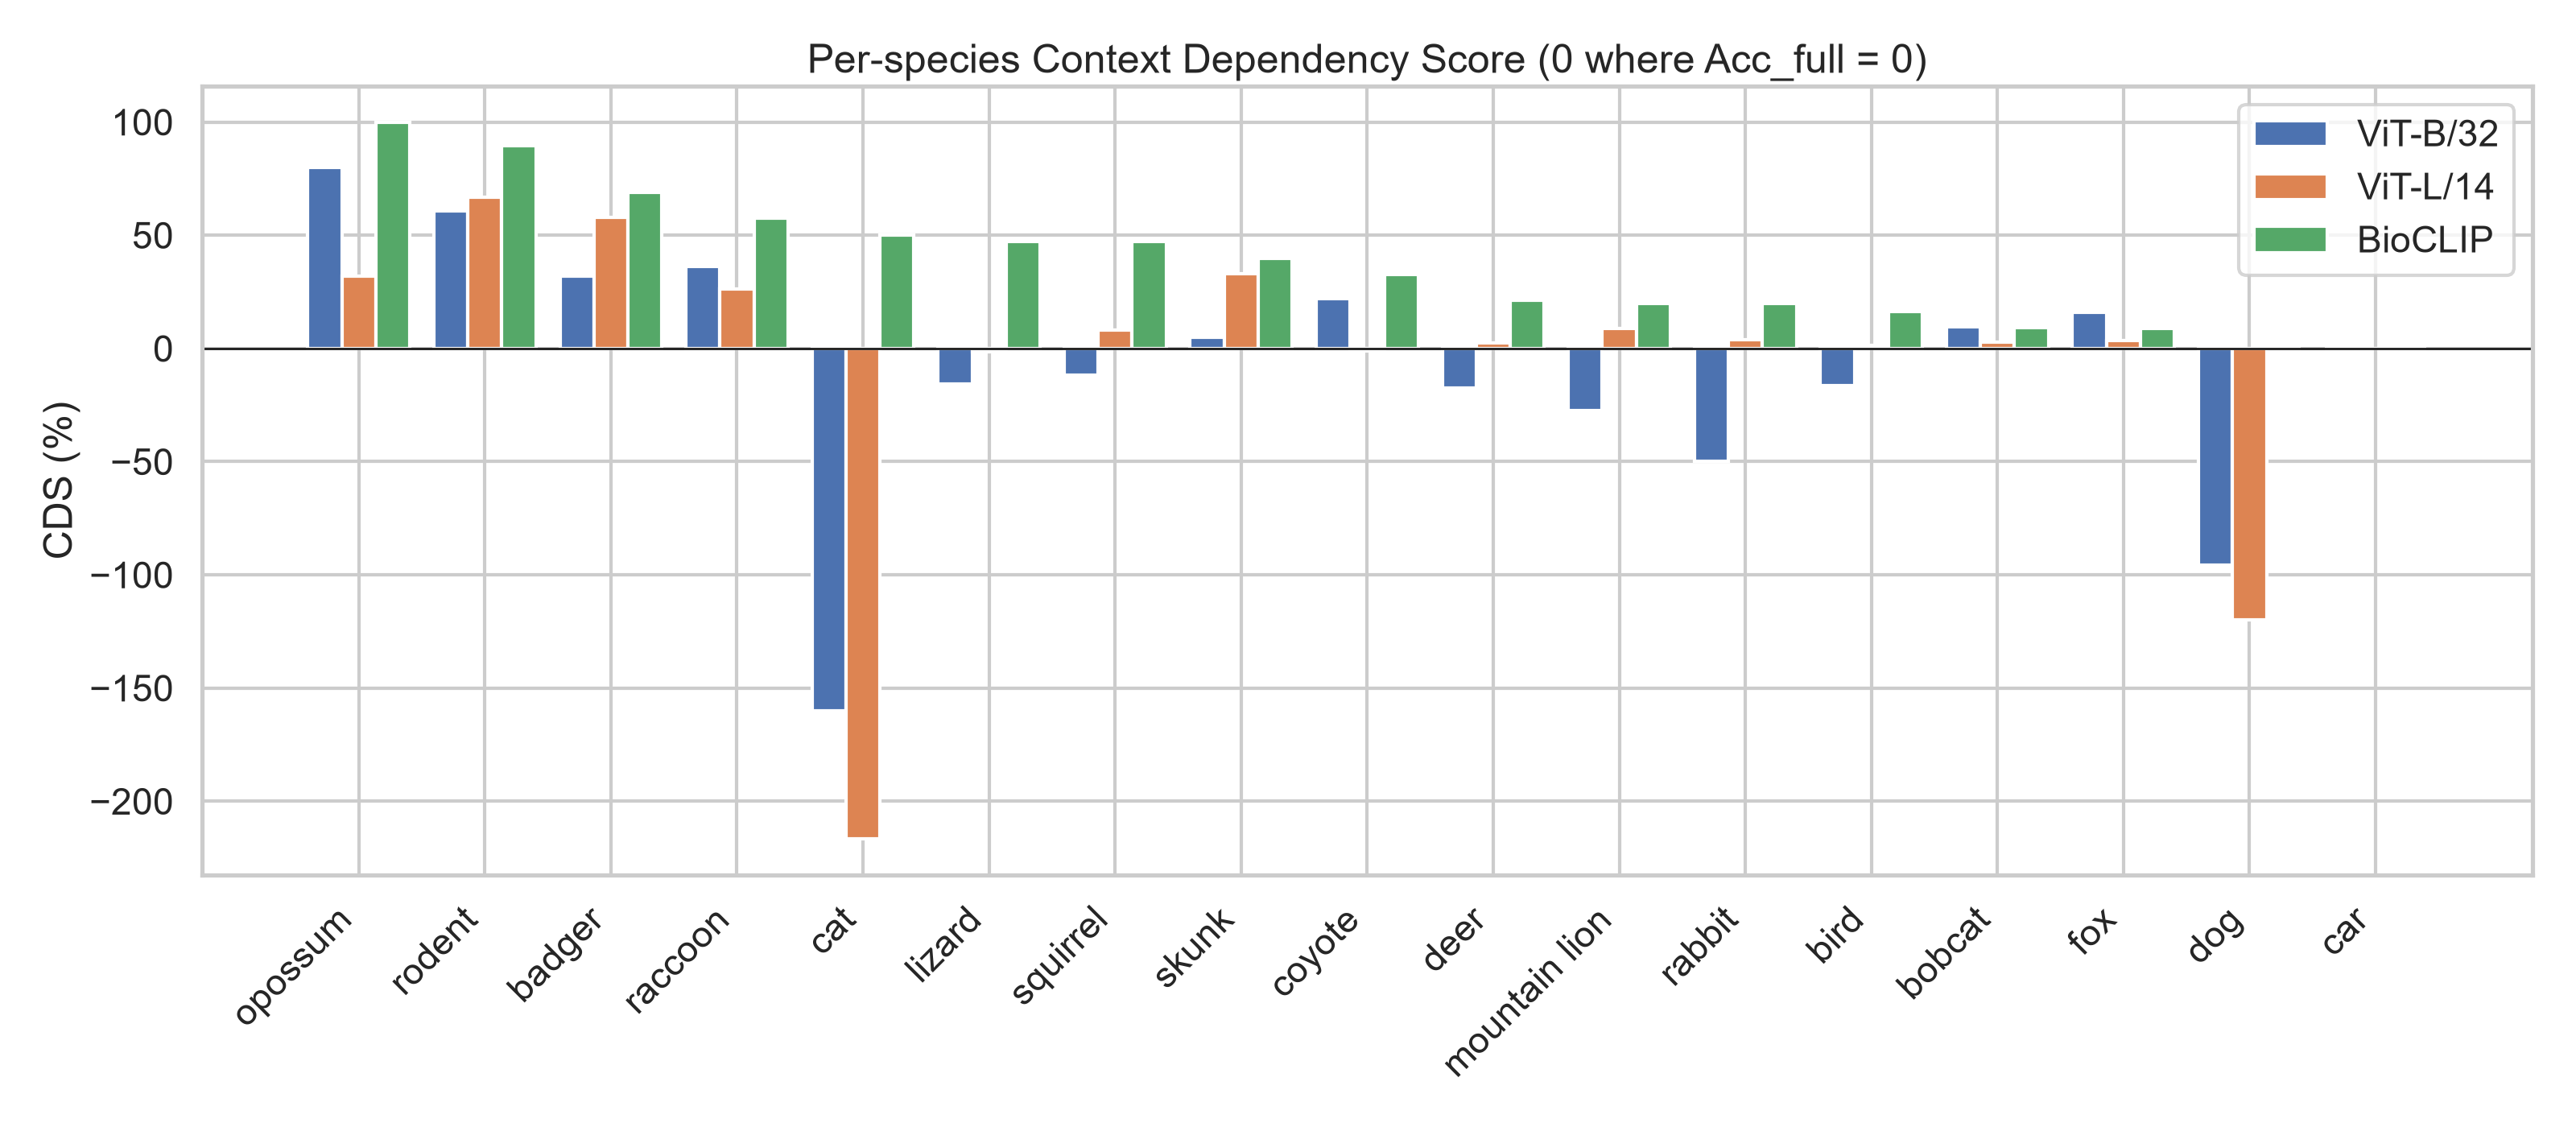 Per-species Context Dependency Score (0 where Acc_full = 0)
ViT-B/32
ViT-L/14
BioCLIP
CDS (%)
100
50
0
−50
−100
−150
−200
opossum
rodent
badger
raccoon
cat
lizard
squirrel
skunk
coyote
deer
mountain lion
rabbit
bird
bobcat
fox
dog
car